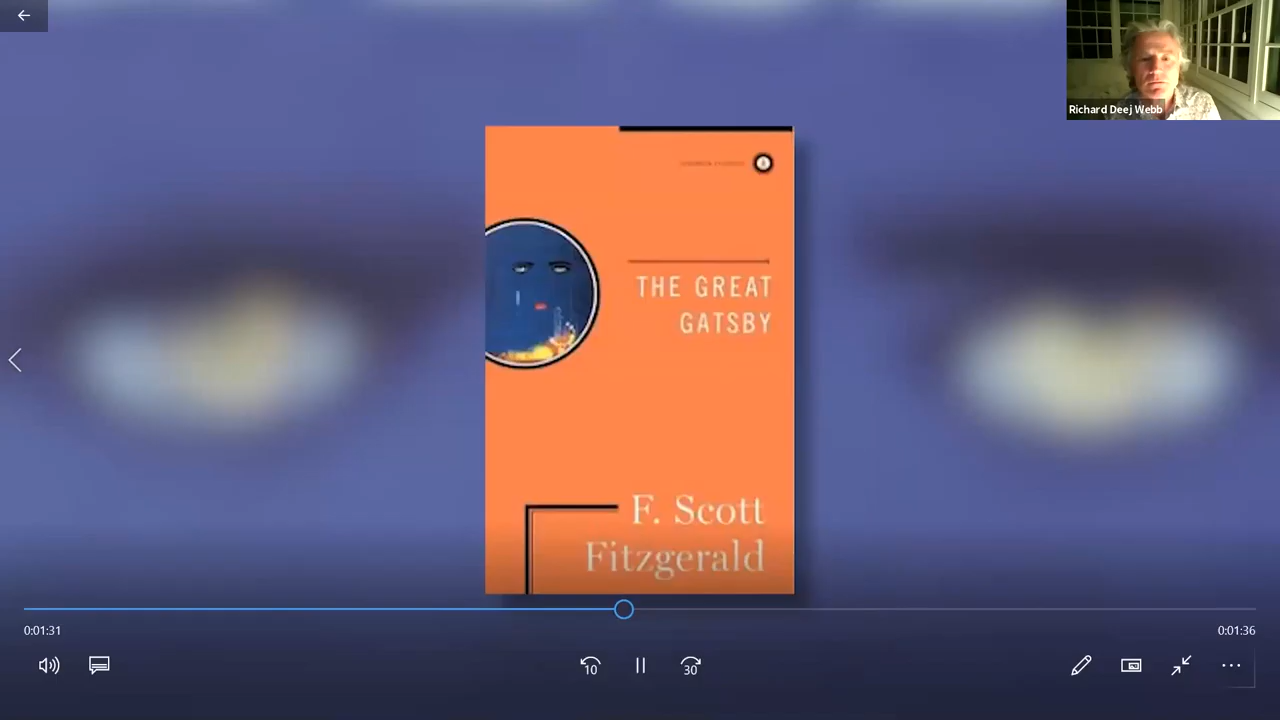 Richard Deej Webb
THE GREAT
GATSBY
F. Scott
Fitzgerald
0:01:31
0:01:36
10
30